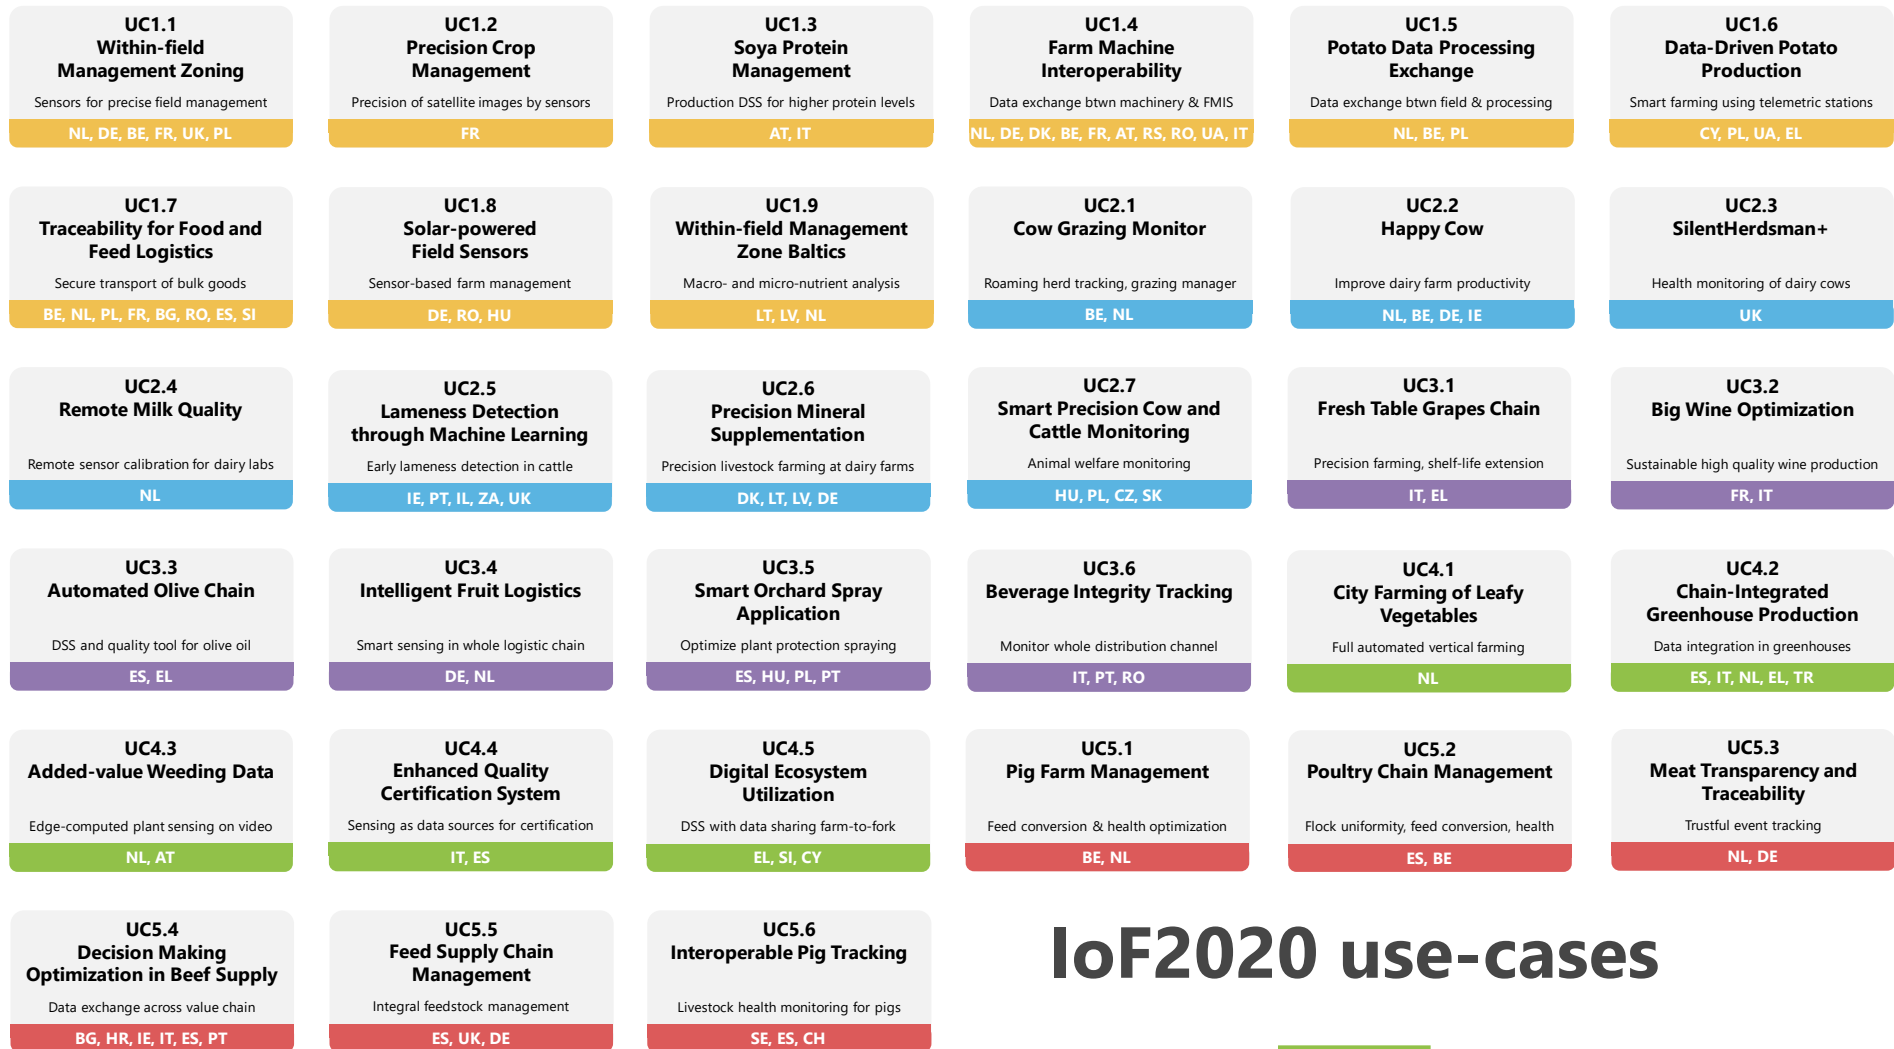 UC1.1
Within-field
Management Zoning
Sensors for precise field management
NL, DE, BE, FR, UK, PL
UC1.2
Precision Crop
Management
Precision of satellite images by sensors
FR
UC1.3
Soya Protein
Management
Production DSS for higher protein levels
AT, IT
UC1.4
Farm Machine
Interoperability
Data exchange btwn machinery & FMIS
NL, DE, DK, BE, FR, AT, RS, RO, UA, IT
UC1.5
Potato Data Processing
Exchange
Data exchange btwn field & processing
NL, BE, PL
UC1.6
Data-Driven Potato
Production
Smart farming using telemetric stations
CY, PL, UA, EL
UC1.7
Traceability for Food and
Feed Logistics
Secure transport of bulk goods
BE, NL, PL, FR, BG, RO, ES, SI
UC1.8
Solar-powered
Field Sensors
Sensor-based farm management
DE, RO, HU
UC1.9
Within-field Management
Zone Baltics
Macro- and micro-nutrient analysis
LT, LV, NL
UC2.1
Cow Grazing Monitor
Roaming herd tracking, grazing manager
BE, NL
UC2.2
Happy Cow
Improve dairy farm productivity
NL, BE, DE, IE
UC2.3
SilentHerdsman+
Health monitoring of dairy cows
UK
UC2.4
Remote Milk Quality
Remote sensor calibration for dairy labs
NL
UC2.5
Lameness Detection
through Machine Learning
Early lameness detection in cattle
IE, PT, IL, ZA, UK
UC2.6
Precision Mineral
Supplementation
Precision livestock farming at dairy farms
DK, LT, LV, DE
UC2.7
Smart Precision Cow and
Cattle Monitoring
Animal welfare monitoring
HU, PL, CZ, SK
UC3.1
Fresh Table Grapes Chain
Precision farming, shelf-life extension
IT, EL
UC3.2
Big Wine Optimization
Sustainable high quality wine production
FR, IT
UC3.3
Automated Olive Chain
DSS and quality tool for olive oil
ES, EL
UC3.4
Intelligent Fruit Logistics
Smart sensing in whole logistic chain
DE, NL
UC3.5
Smart Orchard Spray
Application
Optimize plant protection spraying
ES, HU, PL, PT
UC3.6
Beverage Integrity Tracking
Monitor whole distribution channel
IT, PT, RO
UC4.1
City Farming of Leafy
Vegetables
Full automated vertical farming
NL
UC4.2
Chain-Integrated
Greenhouse Production
Data integration in greenhouses
ES, IT, NL, EL, TR
UC4.3
Added-value Weeding Data
Edge-computed plant sensing on video
NL, AT
UC4.4
Enhanced Quality
Certification System
Sensing as data sources for certification
IT, ES
UC4.5
Digital Ecosystem
Utilization
DSS with data sharing farm-to-fork
EL, SI, CY
UC5.1
Pig Farm Management
Feed conversion & health optimization
BE, NL
UC5.2
Poultry Chain Management
Flock uniformity, feed conversion, health
ES, BE
UC5.3
Meat Transparency and
Traceability
Trustful event tracking
NL, DE
UC5.4
Decision Making
Optimization in Beef Supply
Data exchange across value chain
BG, HR, IE, IT, ES, PT
UC5.5
Feed Supply Chain
Management
Integral feedstock management
ES, UK, DE
UC5.6
Interoperable Pig Tracking
Livestock health monitoring for pigs
SE, ES, CH
IoF2020 use-cases